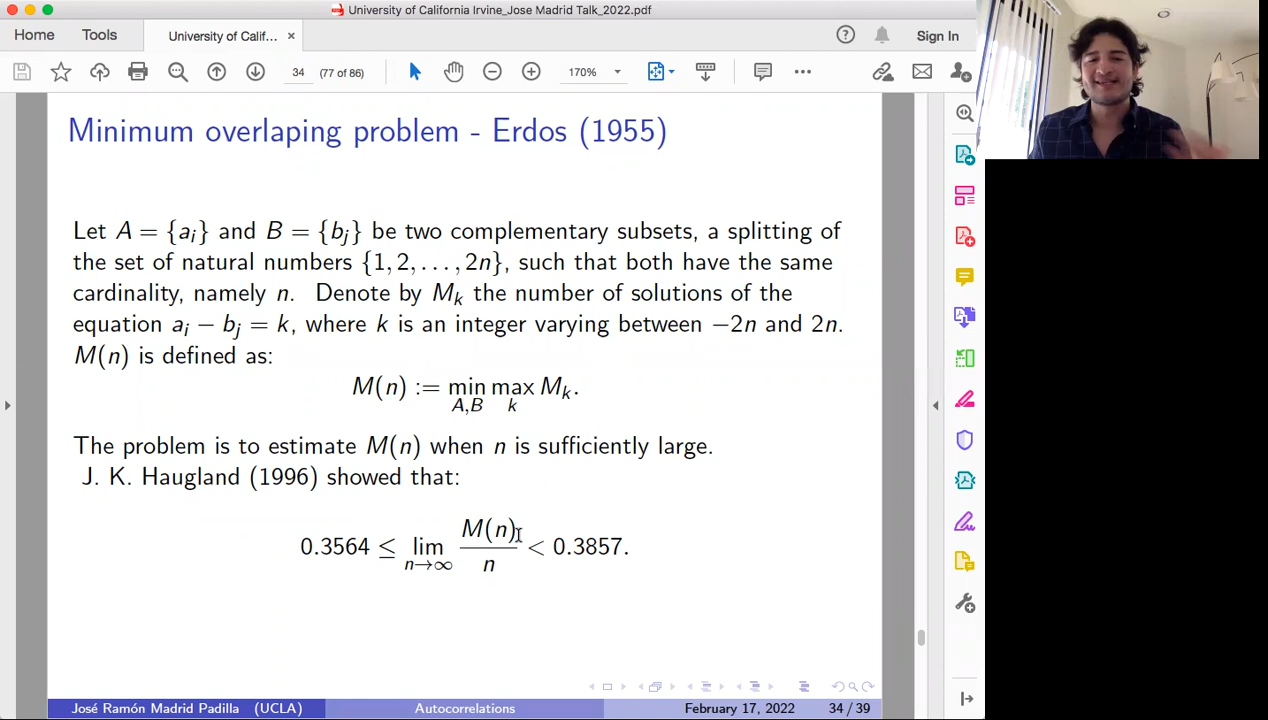 University of California Irvine_Jose Madrid Talk_2022.pdf
Home Tools University of Calif... × Sign In
34 (77 of 86) 170%
Minimum overlaping problem - Erdos (1955)
Let A = {a_i} and B = {b_j} be two complementary subsets, a splitting of
the set of natural numbers {1, 2, . . . , 2n}, such that both have the same
cardinality, namely n. Denote by M_k the number of solutions of the
equation a_i − b_j = k, where k is an integer varying between −2n and 2n.
M(n) is defined as:
M(n) := min_{A,B} max_k M_k.
The problem is to estimate M(n) when n is sufficiently large.
J. K. Haugland (1996) showed that:
0.3564 ≤ lim_{n→∞} M(n)/n < 0.3857.
José Ramón Madrid Padilla (UCLA) Autocorrelations February 17, 2022 34 / 39